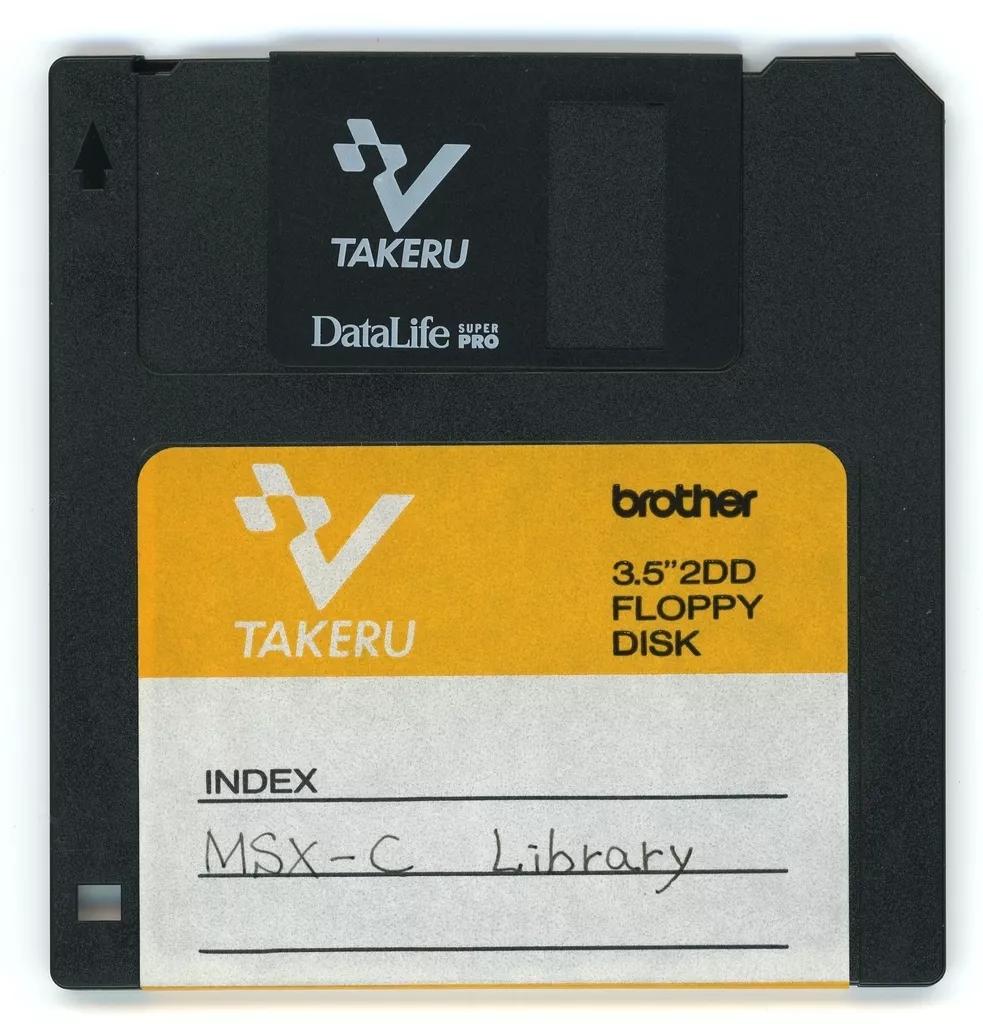 TAKERU
DataLife SUPER PRO
TAKERU
brother
3.5"2DD
FLOPPY
DISK
INDEX
MSX-C Library